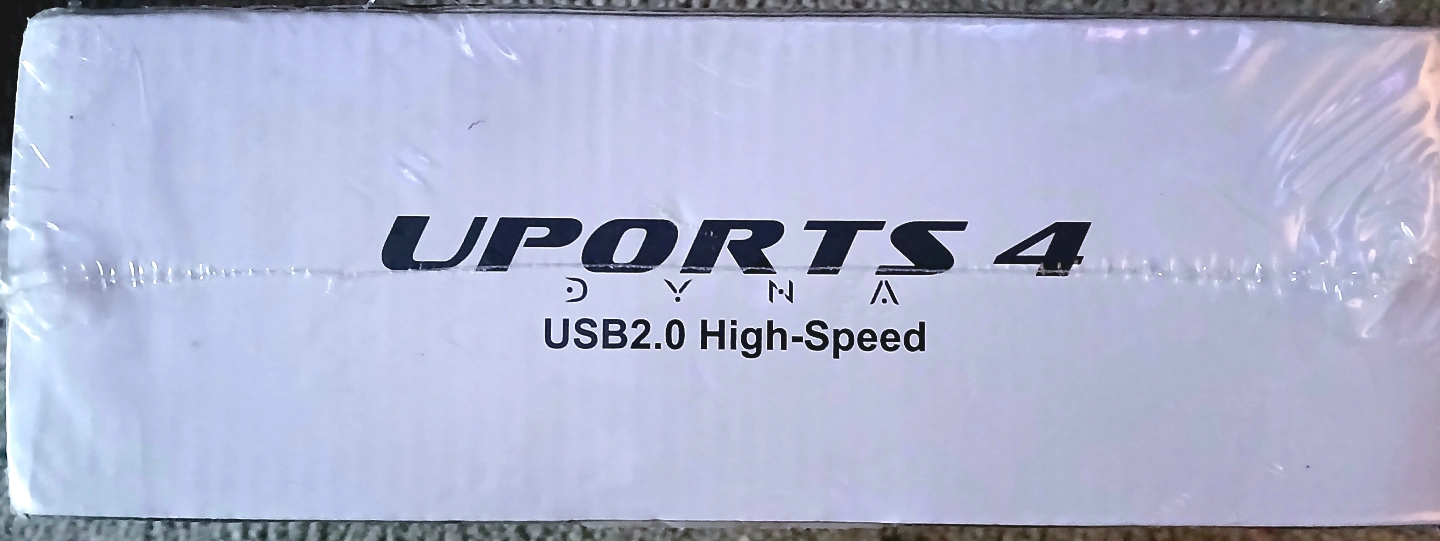 UPORTS 4
DYNA
USB2.0 High-Speed